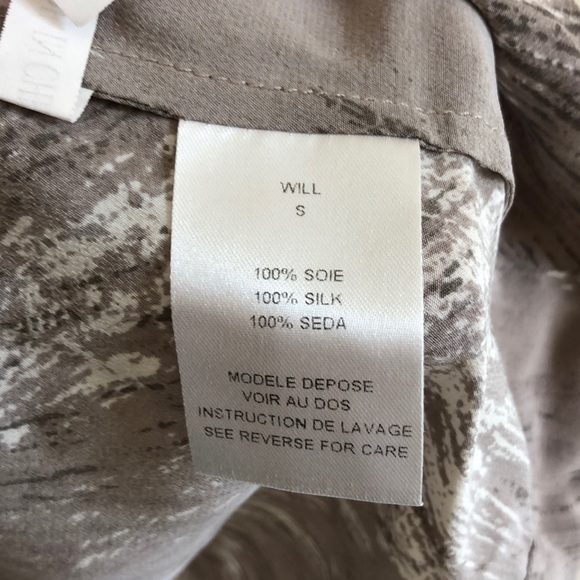 WILL
S
100% SOIE
100% SILK
100% SEDA
MODELE DEPOSE
VOIR AU DOS
INSTRUCTION DE LAVAGE
SEE REVERSE FOR CARE